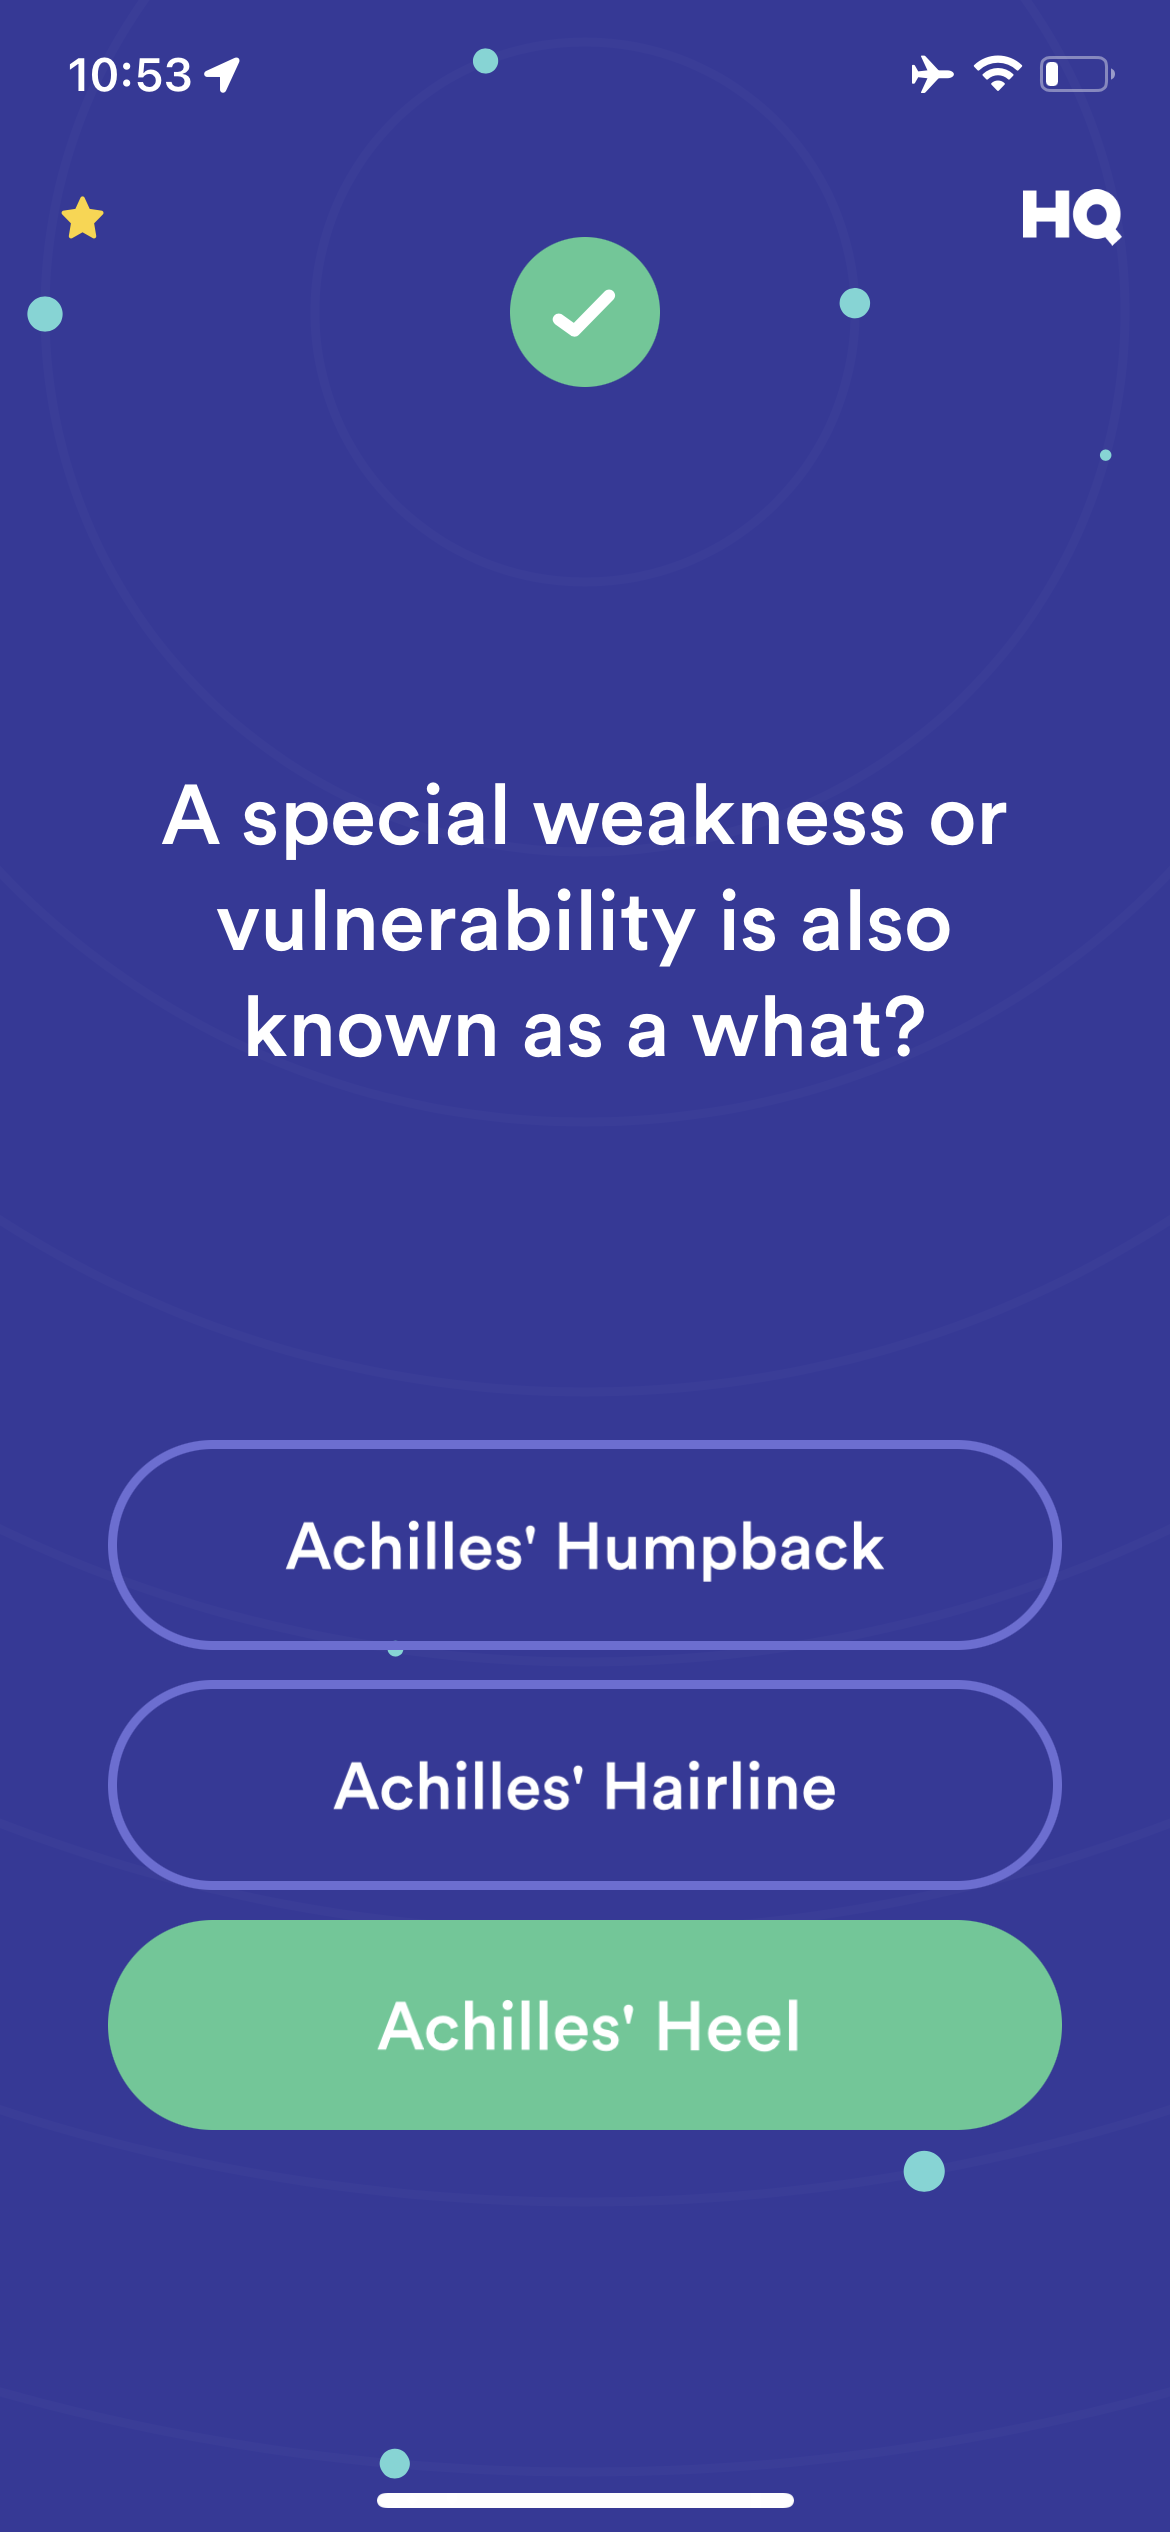 10:53
HQ
A special weakness or
vulnerability is also
known as a what?
Achilles' Humpback
Achilles' Hairline
Achilles' Heel